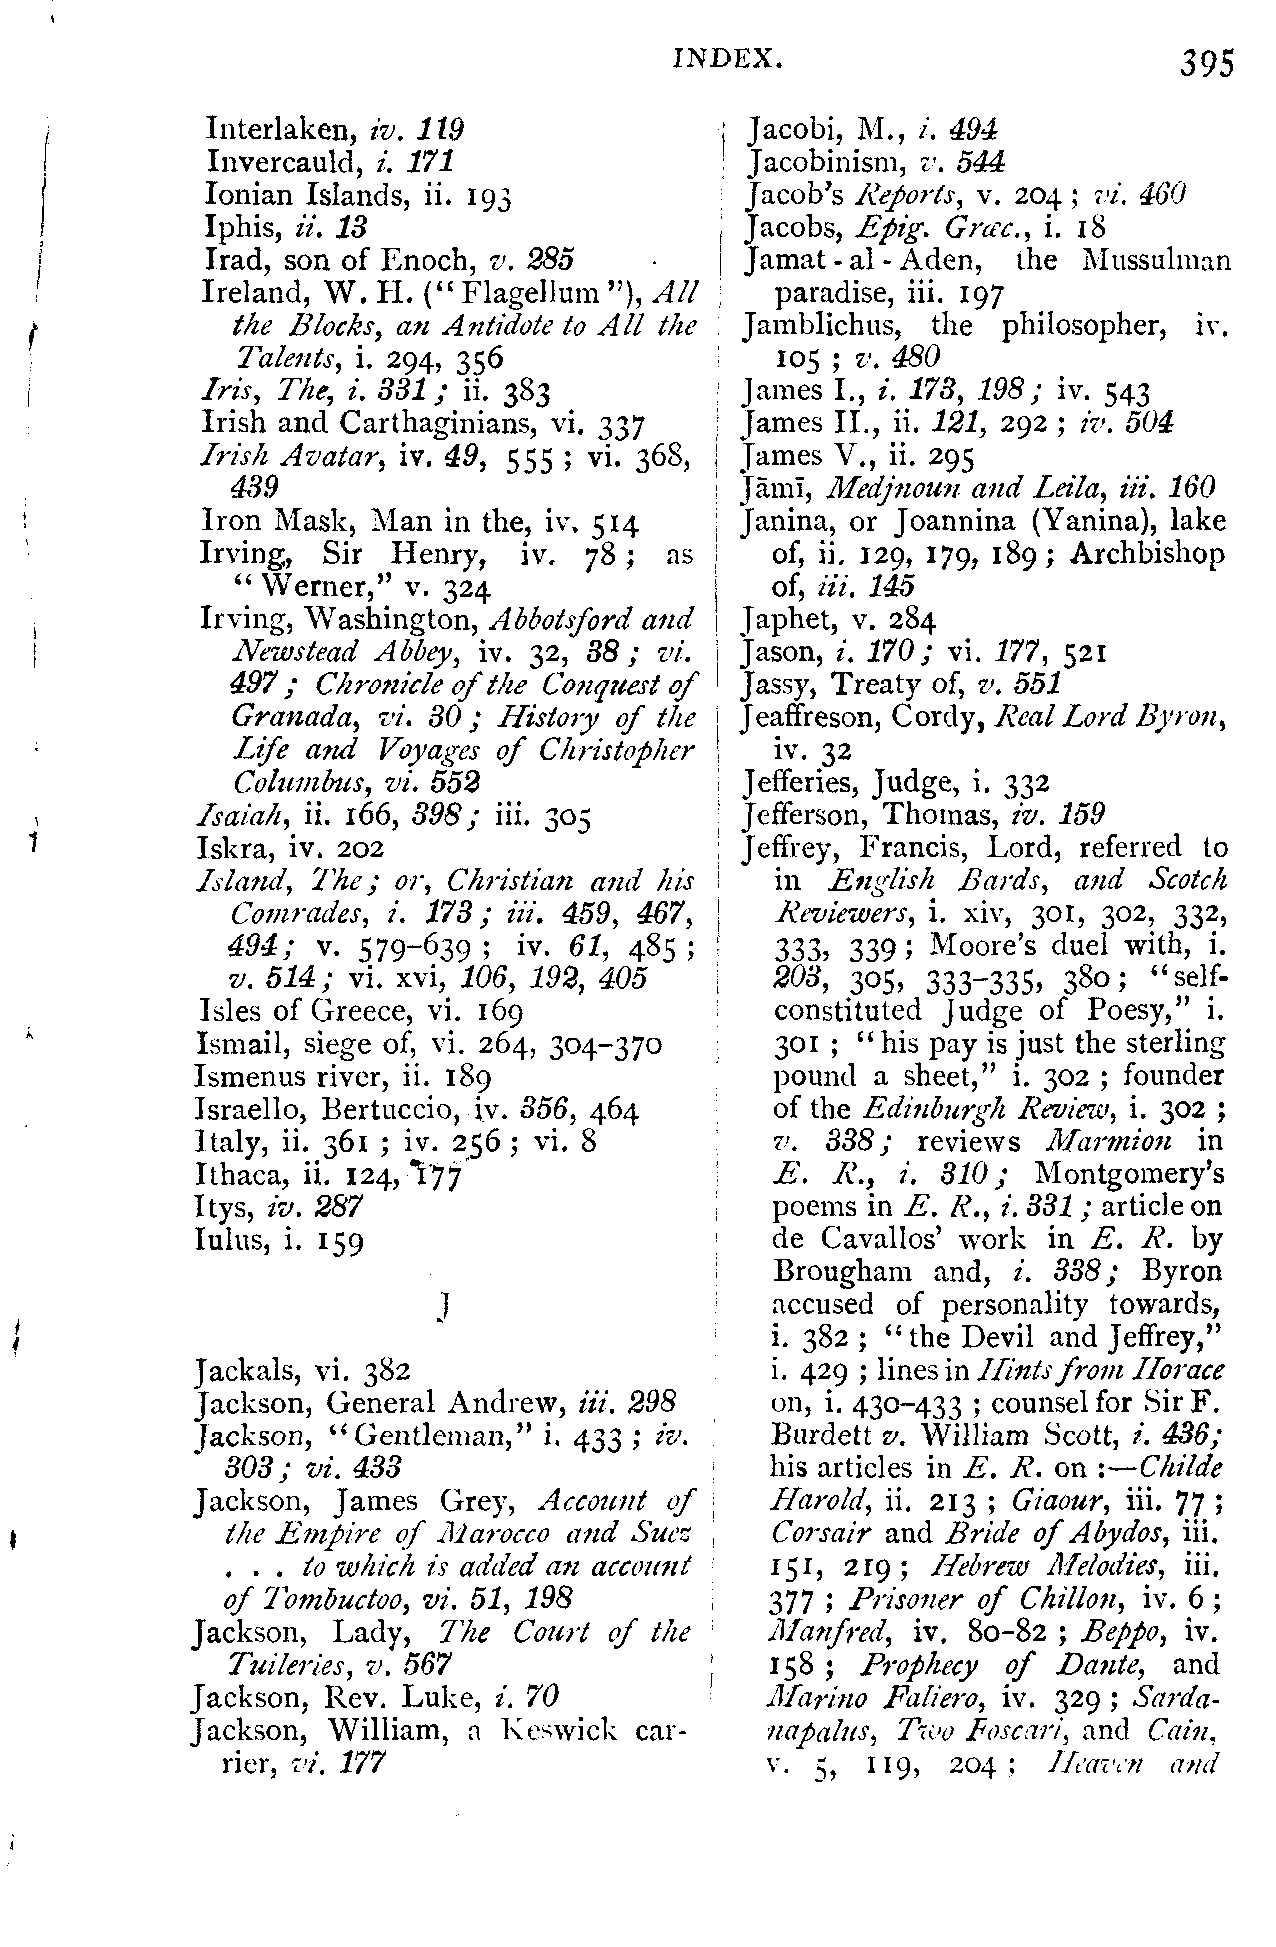 INDEX. 395
Interlaken, iv. 119
Invercauld, i. 171
Ionian Islands, ii. 193
Iphis, ii. 13
Irad, son of Enoch, v. 285
Ireland, W. H. (“Flagellum”), All
the Blocks, an Antidote to All the
Talents, i. 294, 356
Iris, The, i. 331; ii. 383
Irish and Carthaginians, vi. 337
Irish Avatar, iv. 49, 555; vi. 368,
439
Iron Mask, Man in the, iv. 514
Irving, Sir Henry, iv. 78; as
“Werner,” v. 324
Irving, Washington, Abbotsford and
Newstead Abbey, iv. 32, 38; vi.
497; Chronicle of the Conquest of
Granada, vi. 30; History of the
Life and Voyages of Christopher
Columbus, vi. 552
Isaiah, ii. 166, 398; iii. 305
Iskra, iv. 202
Island, The; or, Christian and his
Comrades, i. 173; iii. 459, 467,
494; v. 579–639; iv. 61, 485;
v. 514; vi. xvi, 106, 192, 405
Isles of Greece, vi. 169
Ismail, siege of, vi. 264, 304–370
Ismenus river, ii. 189
Israello, Bertuccio, iv. 356, 464
Italy, ii. 361; iv. 256; vi. 8
Ithaca, ii. 124, 177
Itys, iv. 287
Iulus, i. 159
J
Jackals, vi. 382
Jackson, General Andrew, iii. 298
Jackson, “Gentleman,” i. 433; iv.
303; vi. 433
Jackson, James Grey, Account of
the Empire of Marocco and Suez
. . . to which is added an account
of Tombuctoo, vi. 51, 198
Jackson, Lady, The Court of the
Tuileries, v. 567
Jackson, Rev. Luke, i. 70
Jackson, William, a Keswick car-
rier, vi. 177
Jacobi, M., i. 494
Jacobinism, v. 544
Jacob's Reports, v. 204; vi. 460
Jacobs, Epig. Græc., i. 18
Jamat-al-Aden, the Mussulman
paradise, iii. 197
Jamblichus, the philosopher, iv.
105; v. 480
James I., i. 173, 198; iv. 543
James II., ii. 121, 292; iv. 504
James V., ii. 295
Jāmī, Medjnoun and Leila, iii. 160
Janina, or Joannina (Yanina), lake
of, ii. 129, 179, 189; Archbishop
of, iii. 145
Japhet, v. 284
Jason, i. 170; vi. 177, 521
Jassy, Treaty of, v. 551
Jeaffreson, Cordy, Real Lord Byron,
iv. 32
Jefferies, Judge, i. 332
Jefferson, Thomas, iv. 159
Jeffrey, Francis, Lord, referred to
in English Bards, and Scotch
Reviewers, i. xiv, 301, 302, 332,
333, 339; Moore's duel with, i.
203, 305, 333–335, 380; “self-
constituted Judge of Poesy,” i.
301; “his pay is just the sterling
pound a sheet,” i. 302; founder
of the Edinburgh Review, i. 302;
v. 338; reviews Marmion in
E. R., i. 310; Montgomery's
poems in E. R., i. 331; article on
de Cavallos' work in E. R. by
Brougham and, i. 338; Byron
accused of personality towards,
i. 382; “the Devil and Jeffrey,”
i. 429; lines in Hints from Horace
on, i. 430–433; counsel for Sir F.
Burdett v. William Scott, i. 436;
his articles in E. R. on:—Childe
Harold, ii. 213; Giaour, iii. 77;
Corsair and Bride of Abydos, iii.
151, 219; Hebrew Melodies, iii.
377; Prisoner of Chillon, iv. 6;
Manfred, iv. 80–82; Beppo, iv.
158; Prophecy of Dante, and
Marino Faliero, iv. 329; Sarda-
napalus, Two Foscari, and Cain,
v. 5, 119, 204; Heaven and